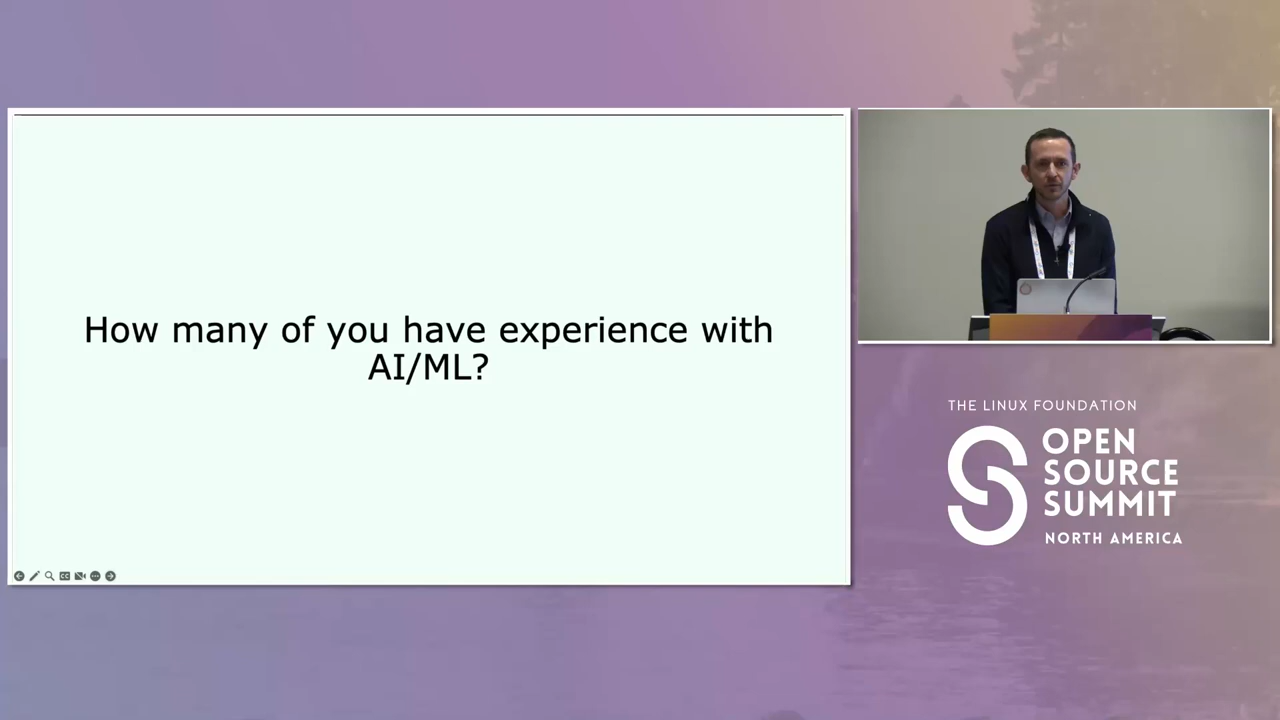 How many of you have experience with
AI/ML?
THE LINUX FOUNDATION
OPEN
SOURCE
SUMMIT
NORTH AMERICA